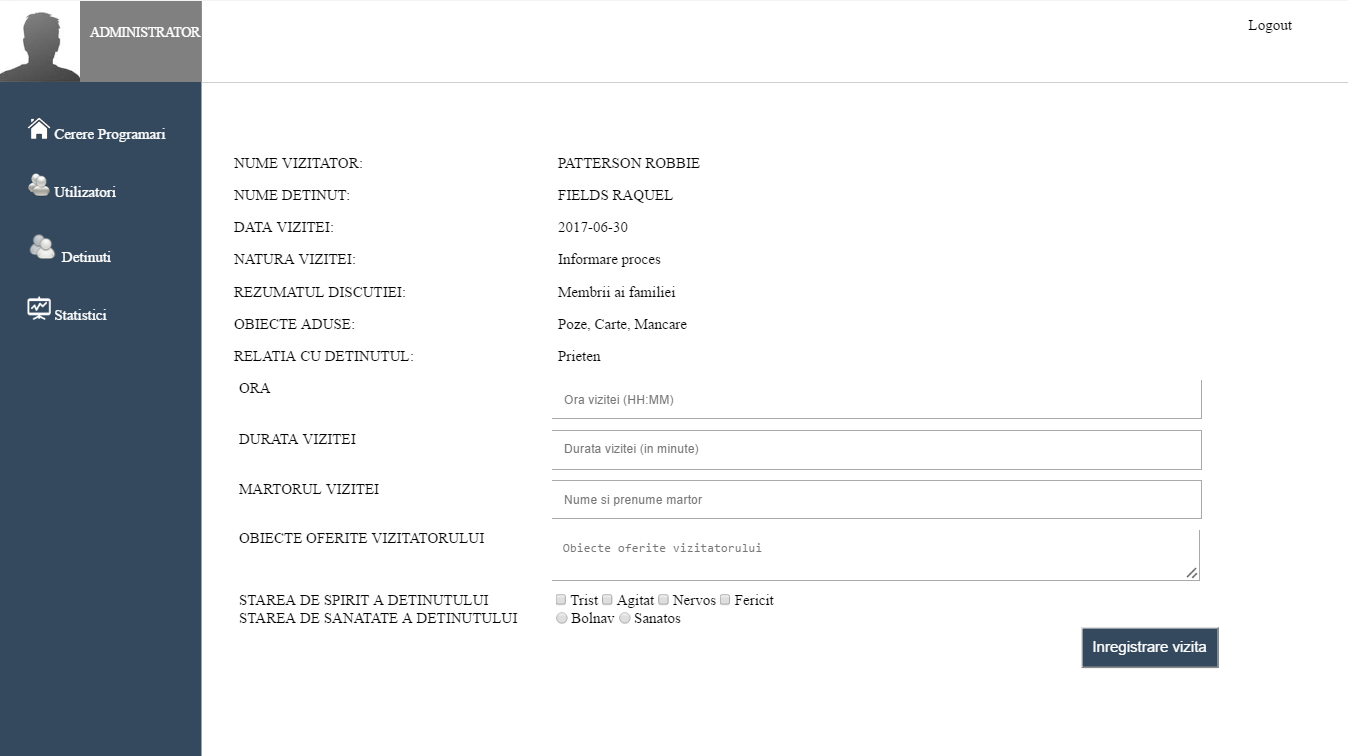 ADMINISTRATOR
Logout
Cerere Programari
Utilizatori
Detinuti
Statistici
NUME VIZITATOR: PATTERSON ROBBIE
NUME DETINUT: FIELDS RAQUEL
DATA VIZITEI: 2017-06-30
NATURA VIZITEI: Informare proces
REZUMATUL DISCUTIEI: Membrii ai familiei
OBIECTE ADUSE: Poze, Carte, Mancare
RELATIA CU DETINUTUL: Prieten
ORA Ora vizitei (HH:MM)
DURATA VIZITEI Durata vizitei (in minute)
MARTORUL VIZITEI Nume si prenume martor
OBIECTE OFERITE VIZITATORULUI Obiecte oferite vizitatorului
STAREA DE SPIRIT A DETINUTULUI Trist Agitat Nervos Fericit
STAREA DE SANATATE A DETINUTULUI Bolnav Sanatos
Inregistrare vizita